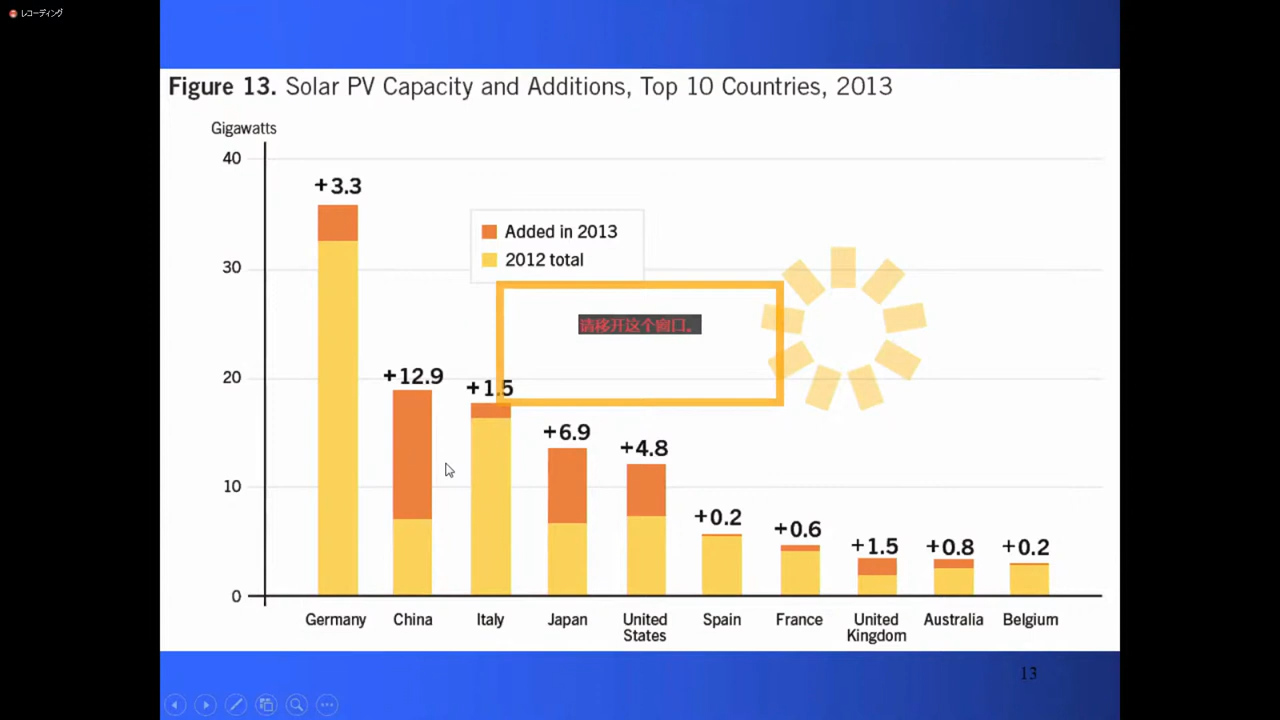 レコーディング
Figure 13. Solar PV Capacity and Additions, Top 10 Countries, 2013
Gigawatts
40
30
20
10
0
+3.3
+12.9
+1.5
+6.9
+4.8
+0.2
+0.6
+1.5
+0.8
+0.2
Added in 2013
2012 total
请移开这个窗口。
Germany
China
Italy
Japan
United
States
Spain
France
United
Kingdom
Australia
Belgium
13